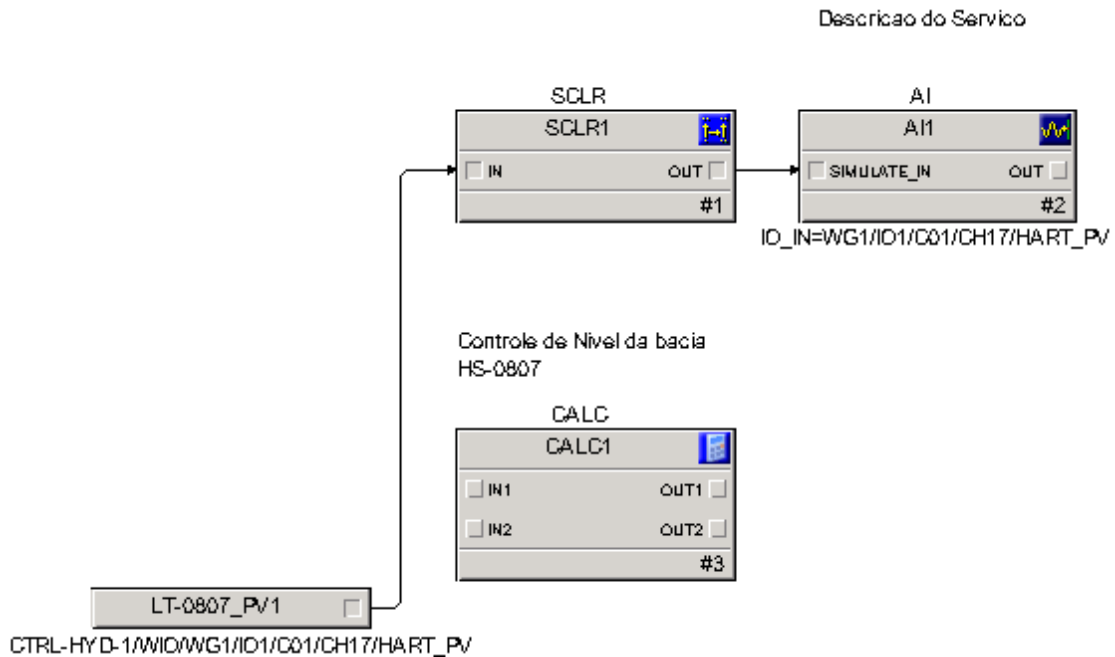 Descricao do Servico
SCLR
SCLR1
IN
OUT
#1
AI
AI1
SIMULATE_IN
OUT
#2
IO_IN=WG1/IO1/C01/CH17/HART_PV
Controle de Nivel da bacia
HS-0807
CALC
CALC1
IN1
OUT1
IN2
OUT2
#3
LT-0807_PV1
CTRL-HYD-1/WIO/WG1/IO1/C01/CH17/HART_PV